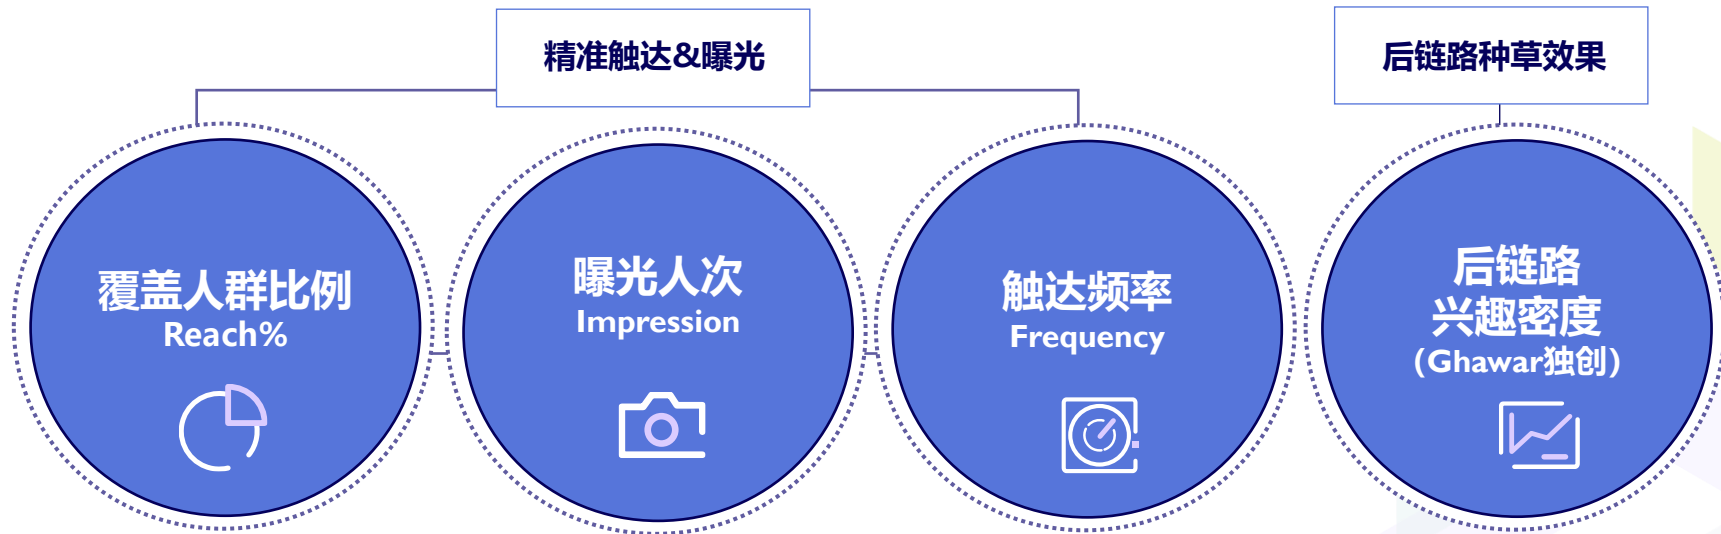 精准触达&曝光
后链路种草效果
覆盖人群比例
Reach%
曝光人次
Impression
触达频率
Frequency
后链路
兴趣密度
(Ghawar独创)